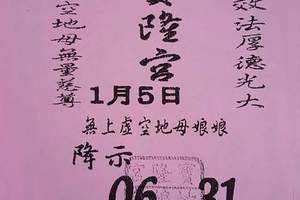 效法厚德光大
隆宮
空地母無量慈尊
1月5日
無上虛空地母娘娘
降示
06 31